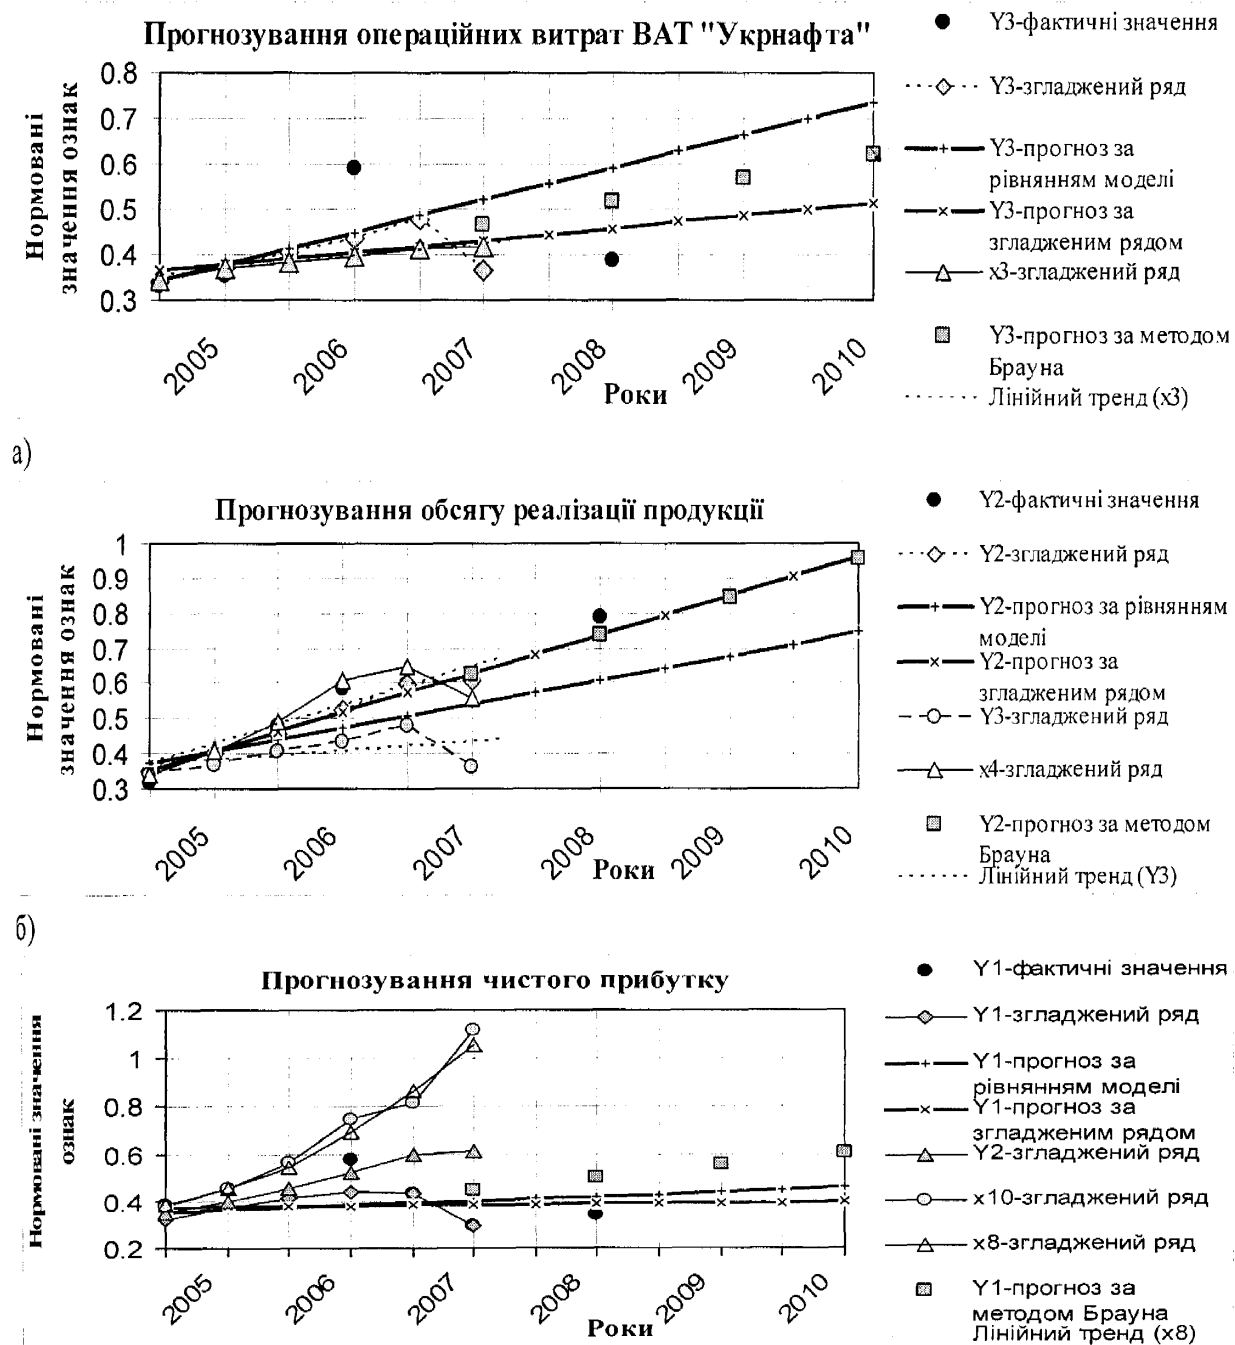 Прогнозування операційних витрат ВАТ "Укрнафта"
Нормовані
значення ознак
0.8
0.7
0.6
0.5
0.4
0.3
2005
2006
2007
2008
2009
2010
Роки
Y3-фактичні значення
Y3-згладжений ряд
Y3-прогноз за
рівнянням моделі
Y3-прогноз за
згладженим рядом
x3-згладжений ряд
Y3-прогноз за методом
Брауна
Лінійний тренд (x3)
а)
Прогнозування обсягу реалізації продукції
Нормовані
значення ознак
1
0.9
0.8
0.7
0.6
0.5
0.4
0.3
2005
2006
2007
2008
2009
2010
Роки
Y2-фактичні значення
Y2-згладжений ряд
Y2-прогноз за рівнянням
моделі
Y2-прогноз за
згладженим рядом
Y3-згладжений ряд
x4-згладжений ряд
Y2-прогноз за методом
Брауна
Лінійний тренд (Y3)
б)
Прогнозування чистого прибутку
Нормовані значення
ознак
1.2
1
0.8
0.6
0.4
0.2
2005
2006
2007
2008
2009
2010
Роки
Y1-фактичні значення
Y1-згладжений ряд
Y1-прогноз за
рівнянням моделі
Y1-прогноз за
згладженим рядом
Y2-згладжений ряд
x10-згладжений ряд
x8-згладжений ряд
Y1-прогноз за
методом Брауна
Лінійний тренд (x8)